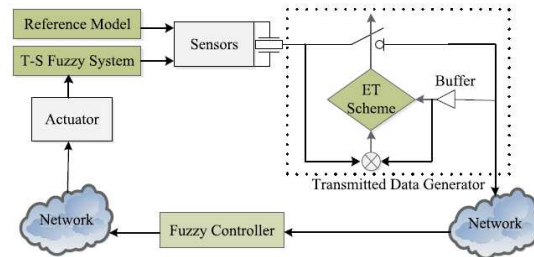 Reference Model
Sensors
T-S Fuzzy System
ET
Scheme
Buffer
Actuator
Transmitted Data Generator
Network
Fuzzy Controller
Network